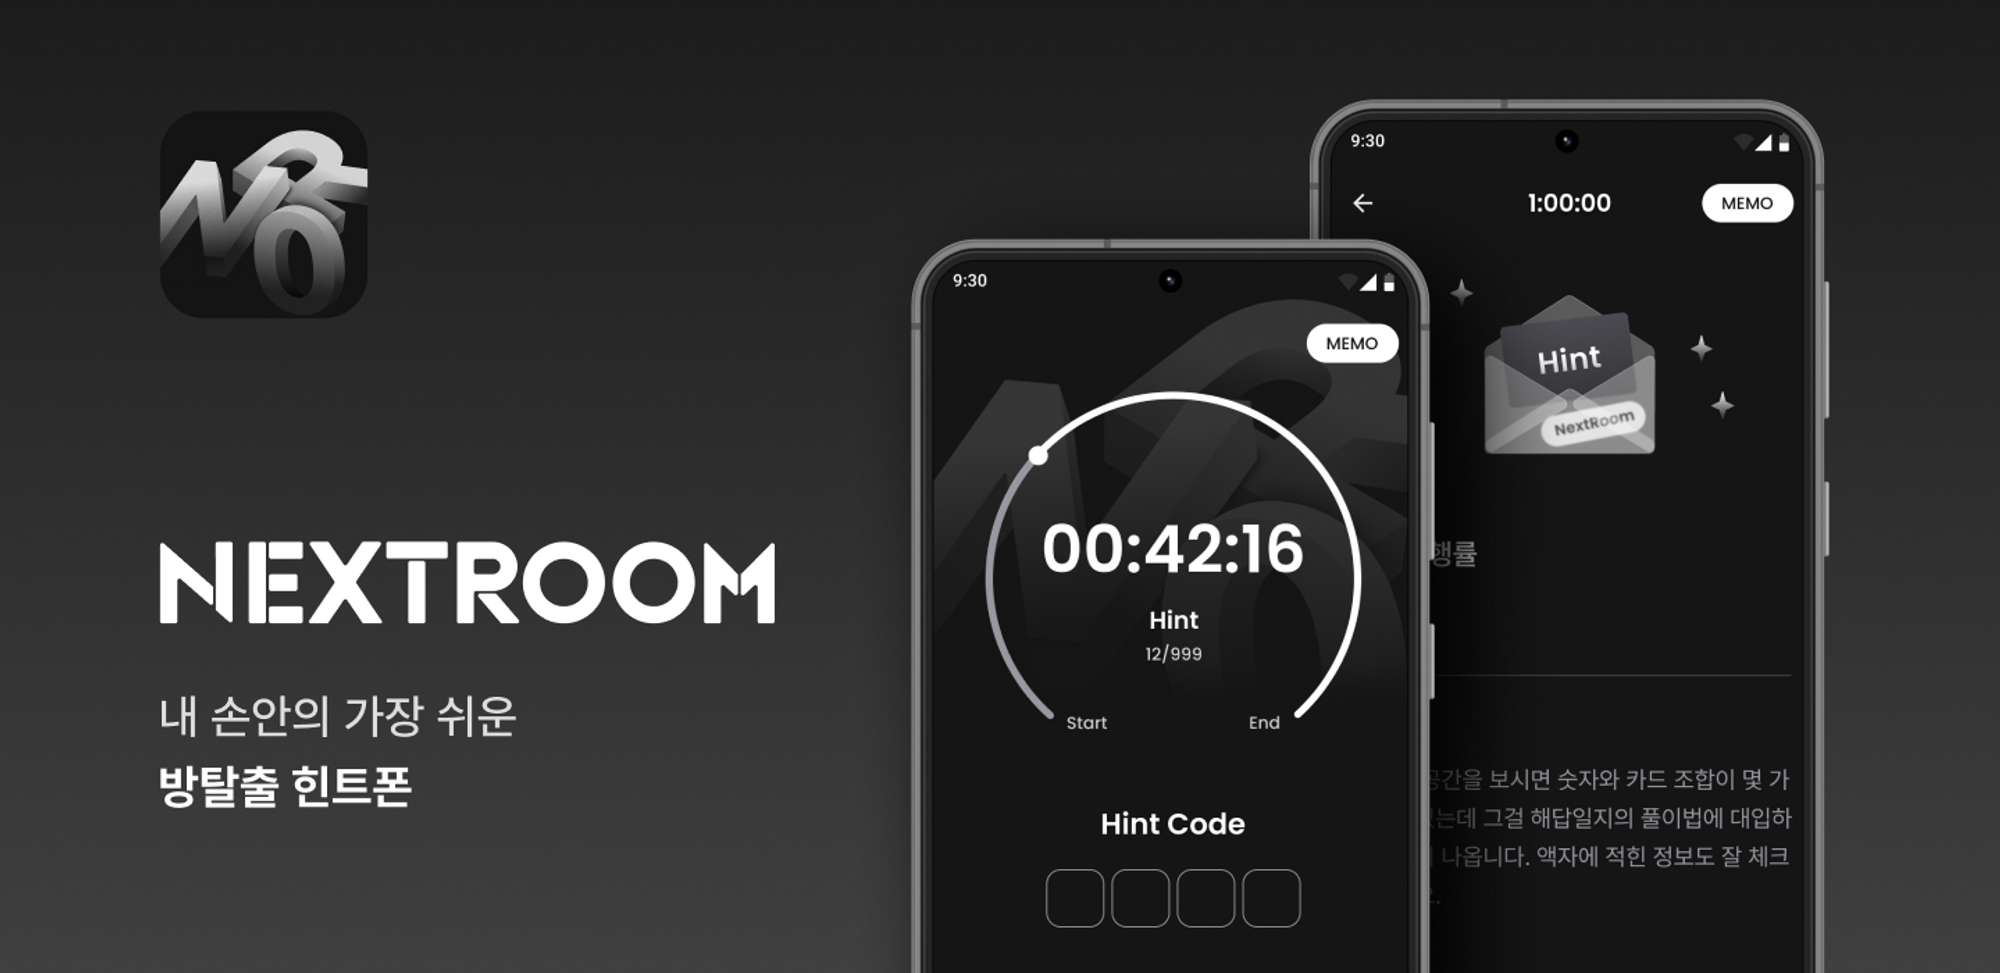 NEXTROOM
내 손안의 가장 쉬운
방탈출 힌트폰
9:30
MEMO
00:42:16
Hint
12/999
Start
End
Hint Code
9:30
1:00:00
MEMO
Hint
NextRoom
행률
공간을 보시면 숫자와 카드 조합이 몇 가
는데 그걸 해답일지의 풀이법에 대입하
나옵니다. 액자에 적힌 정보도 잘 체크